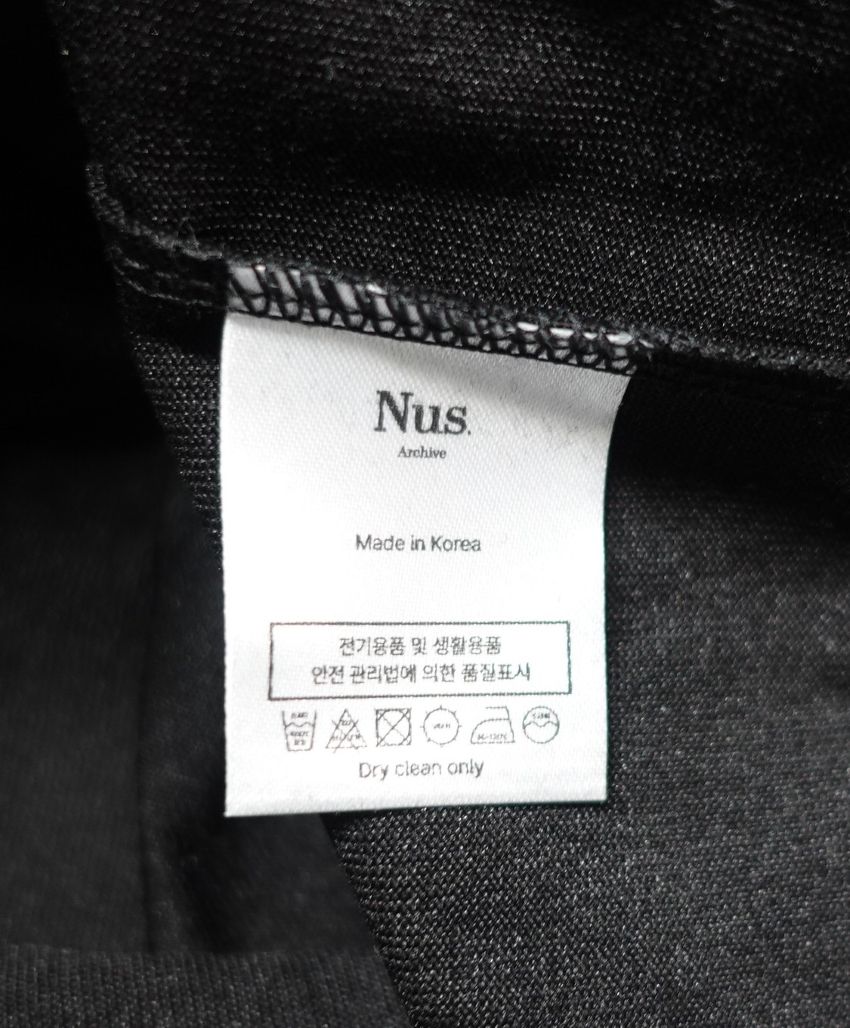 Nus.
Archive
Made in Korea
전기용품 및 생활용품
안전 관리법에 의한 품질표시
Dry clean only